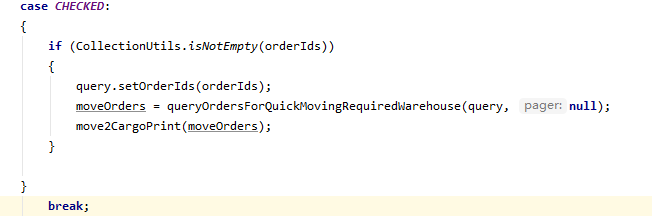 case CHECKED:
{
if (CollectionUtils.isNotEmpty(orderIds))
{
query.setOrderIds(orderIds);
moveOrders = queryOrdersForQuickMovingRequiredWarehouse(query, pager: null);
move2CargoPrint(moveOrders);
}
}
break;